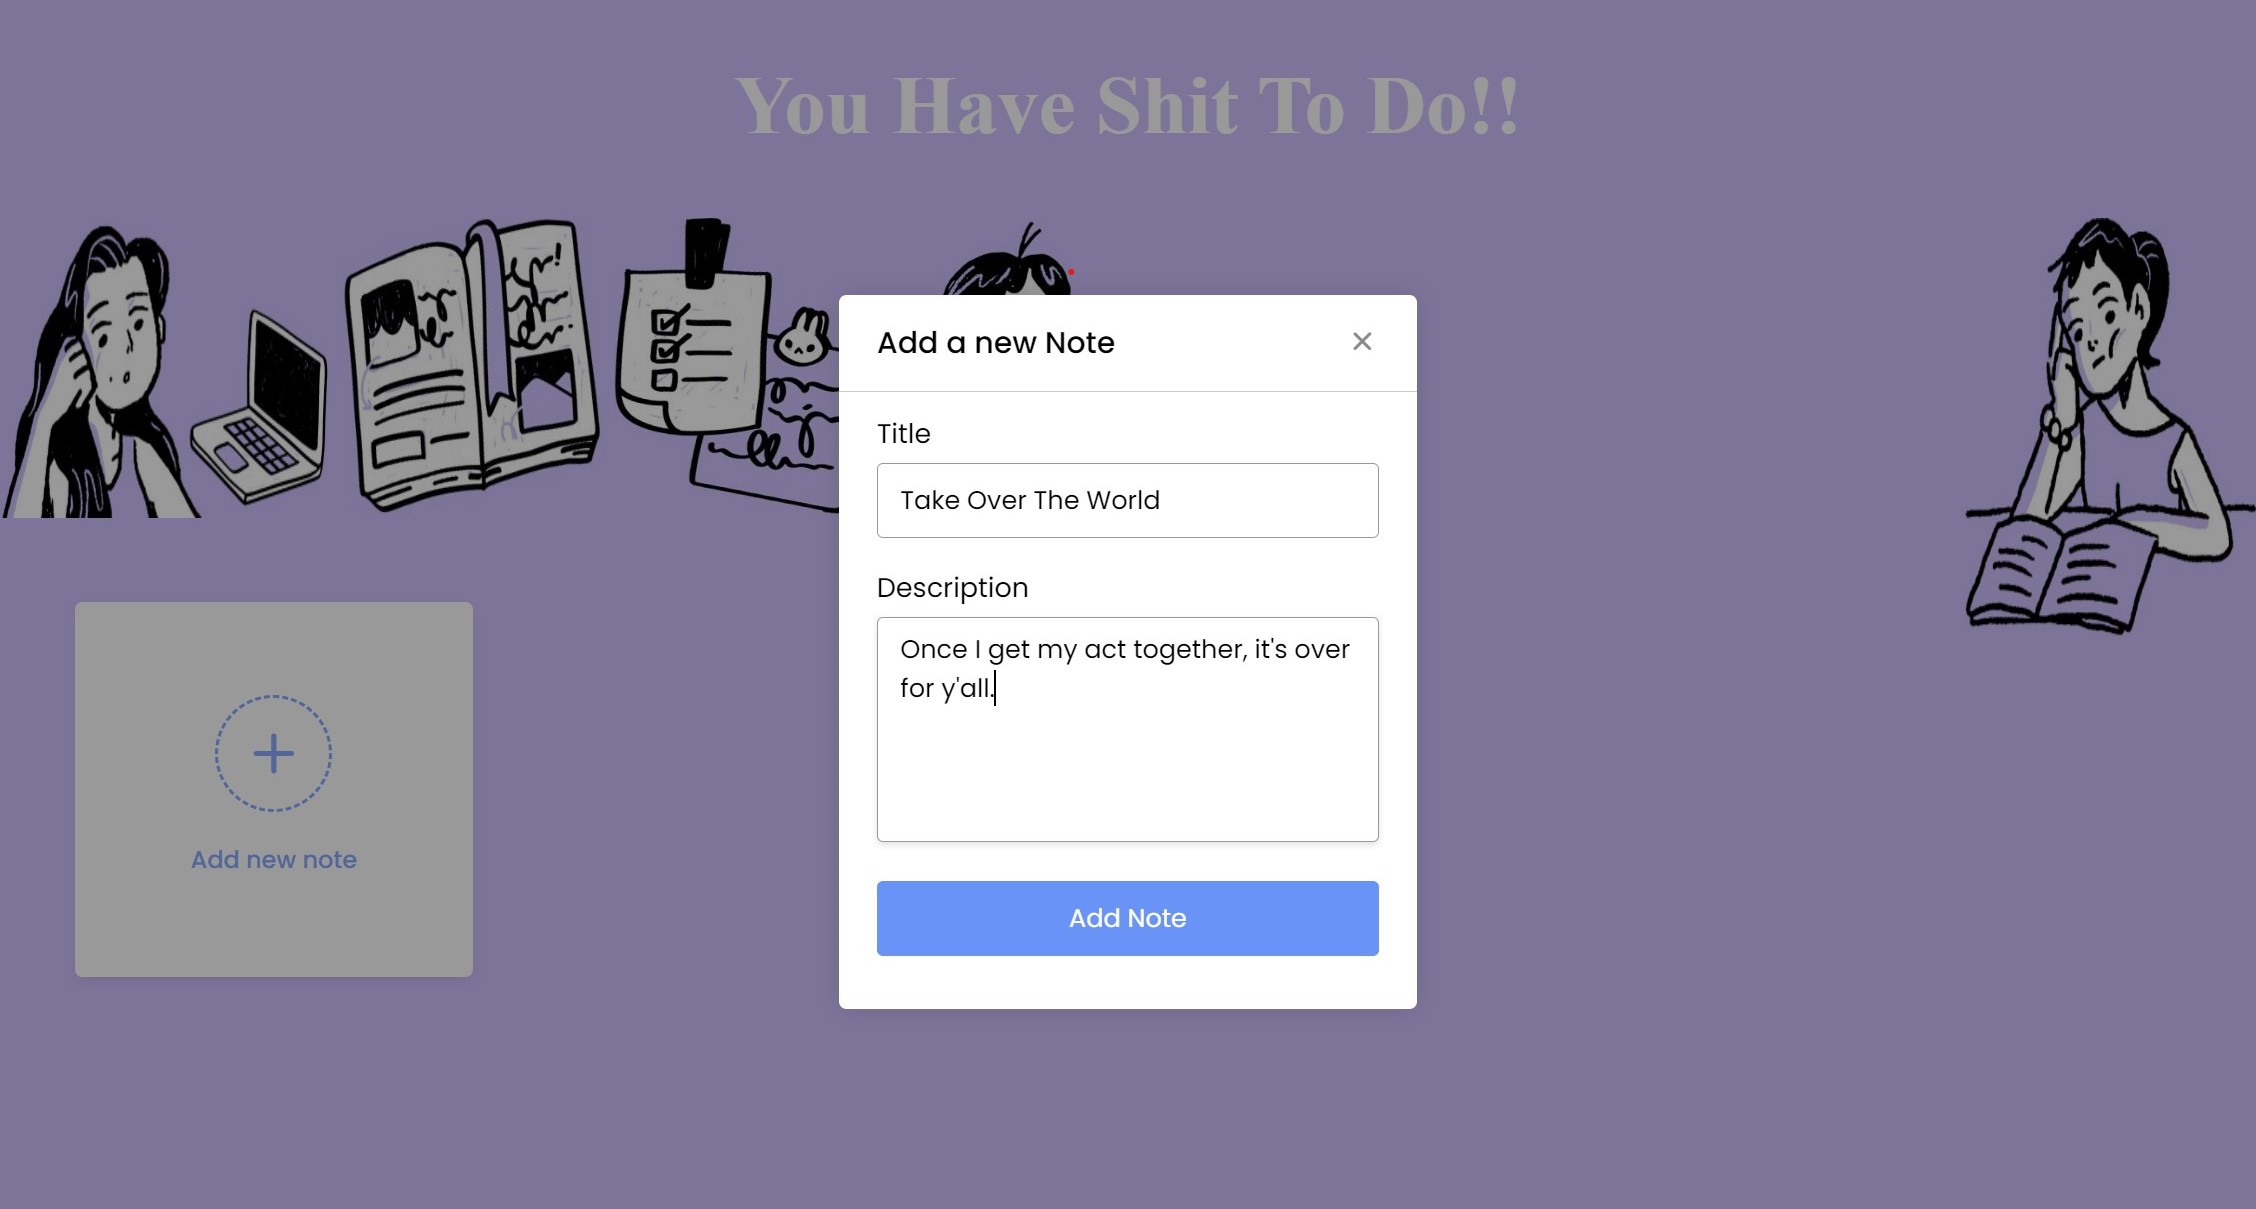 You Have Shit To Do!!
Add a new Note
Title
Take Over The World
Description
Once I get my act together, it's over
for y'all.
Add Note
Add new note